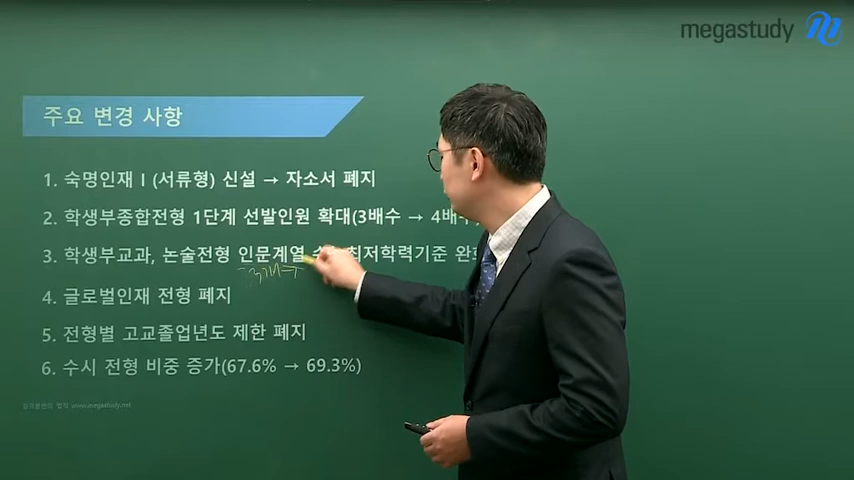 megastudy
주요 변경 사항
1. 숙명인재 I (서류형) 신설 → 자소서 폐지
2. 학생부종합전형 1단계 선발인원 확대(3배수 → 4배수
3. 학생부교과, 논술전형 인문계열 최저학력기준 완화
4. 글로벌인재 전형 폐지
5. 전형별 고교졸업년도 제한 폐지
6. 수시 전형 비중 증가(67.6% → 69.3%)
www.megastudy.net